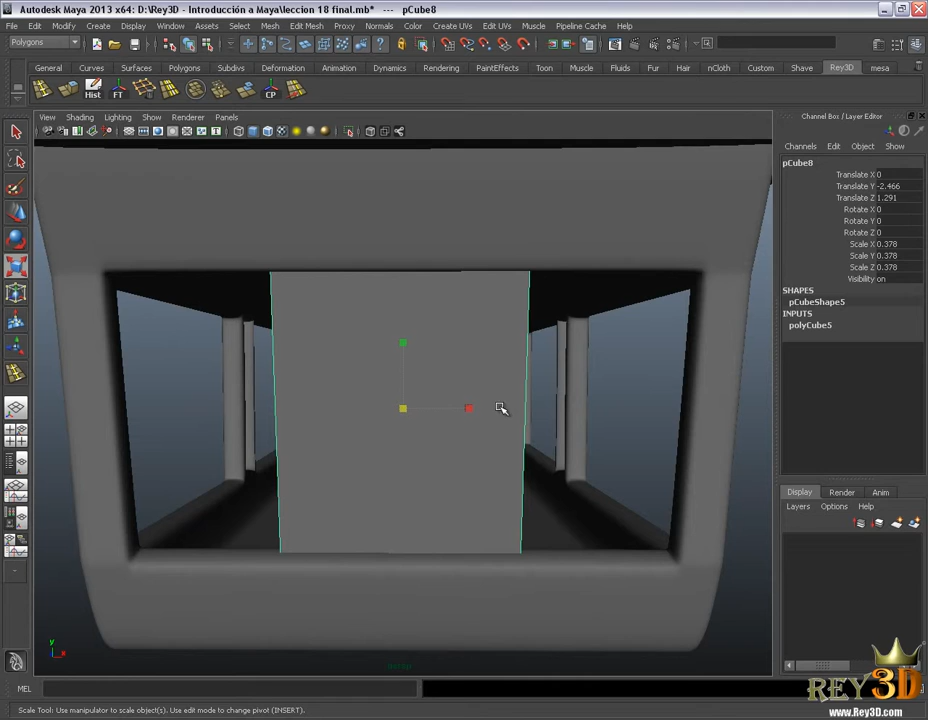 Autodesk Maya 2013 x64: D:\Rey3D - Introducción a Maya\leccion 18 final.mb* --- pCube8
File Edit Modify Create Display Window Assets Select Mesh Edit Mesh Proxy Normals Color Create UVs Edit UVs Muscle Pipeline Cache Help
Polygons
General Curves Surfaces Polygons Subdivs Deformation Animation Dynamics Rendering PaintEffects Toon Muscle Fluids Fur Hair nCloth Custom Shave Rey3D mesa
Hist FT CP
View Shading Lighting Show Renderer Panels
Channel Box / Layer Editor
Channels Edit Object Show
pCube8
Translate X 0
Translate Y -2.466
Translate Z 1.291
Rotate X 0
Rotate Y 0
Rotate Z 0
Scale X 0.378
Scale Y 0.378
Scale Z 0.378
Visibility on
SHAPES
pCubeShape5
INPUTS
polyCube5
Display Render Anim
Layers Options Help
y
x
persp
MEL
REY3D
www.Rey3D.com
Scale Tool: Use manipulator to scale object(s). Use edit mode to change pivot (INSERT).